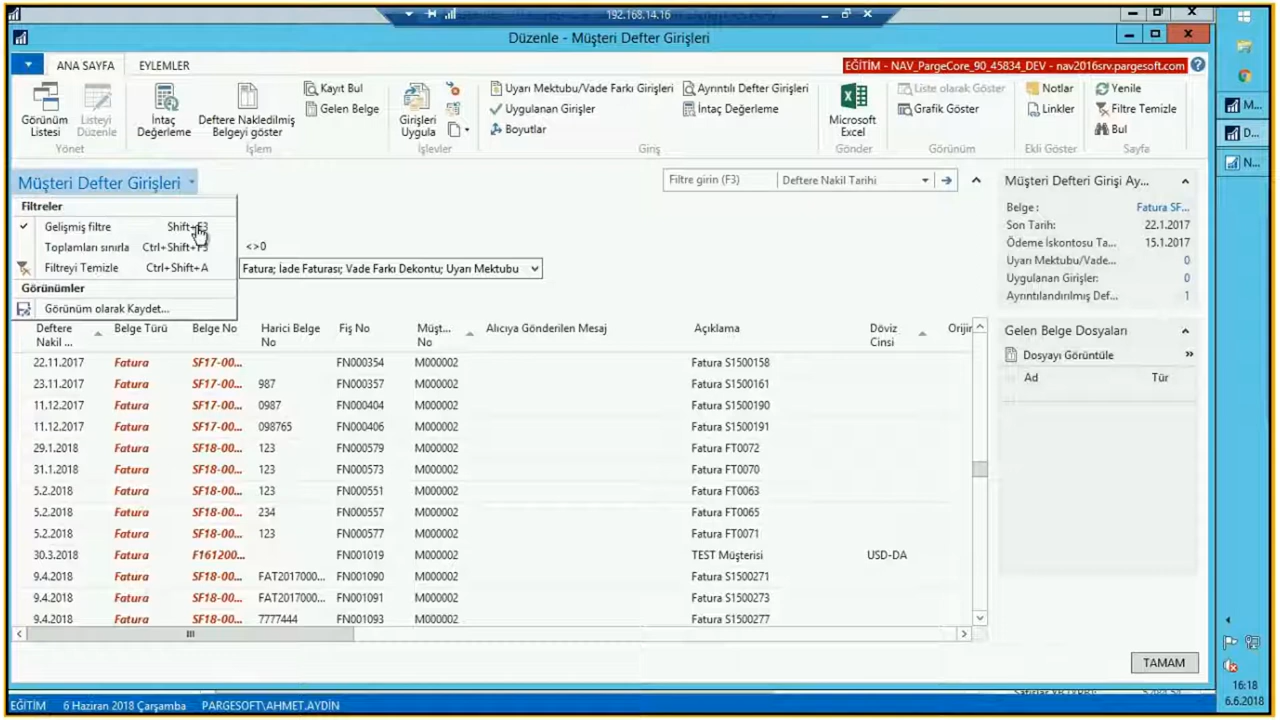 192.168.14.16
Düzenle - Müşteri Defter Girişleri
ANA SAYFA EYLEMLER
EĞİTİM - NAV_PargeCore_90_45834_DEV - nav2016srv.pargesoft.com
Görünüm Listesi
Listeyi Düzenle
Yönet
İntaç Değerleme
Deftere Nakledilmiş Belgeyi göster
Kayıt Bul
Gelen Belge
İşlem
Girişleri Uygula
İşlevler
Uyarı Mektubu/Vade Farkı Girişleri
Uygulanan Girişler
Boyutlar
Ayrıntılı Defter Girişleri
İntaç Değerleme
Giriş
Microsoft Excel
Gönder
Liste olarak Göster
Grafik Göster
Görünüm
Notlar
Linkler
Ekli Göster
Yenile
Filtre Temizle
Bul
Sayfa
M...
D...
N...
Müşteri Defter Girişleri
Filtre girin (F3) Deftere Nakil Tarihi
Filtreler
Gelişmiş filtre Shift+F3
Toplamları sınırla Ctrl+Shift+F3
Filtreyi Temizle Ctrl+Shift+A
Görünümler
Görünüm olarak Kaydet...
<>0
Fatura; İade Faturası; Vade Farkı Dekontu; Uyarı Mektubu
Deftere Nakil ... Belge Türü Belge No Harici Belge No Fiş No Müşt... No Alıcıya Gönderilen Mesaj Açıklama Döviz Cinsi Orijir
22.11.2017 Fatura SF17-00... FN000354 M000002 Fatura S1500158
23.11.2017 Fatura SF17-00... 987 FN000357 M000002 Fatura S1500161
11.12.2017 Fatura SF17-00... 0987 FN000404 M000002 Fatura S1500190
11.12.2017 Fatura SF17-00... 098765 FN000406 M000002 Fatura S1500191
29.1.2018 Fatura SF18-00... 123 FN000579 M000002 Fatura FT0072
31.1.2018 Fatura SF18-00... 123 FN000573 M000002 Fatura FT0070
5.2.2018 Fatura SF18-00... 123 FN000551 M000002 Fatura FT0063
5.2.2018 Fatura SF18-00... 234 FN000557 M000002 Fatura FT0065
5.2.2018 Fatura SF18-00... 123 FN000577 M000002 Fatura FT0071
30.3.2018 Fatura F161200... FN001019 M000002 TEST Müşterisi USD-DA
9.4.2018 Fatura SF18-00... FAT2017000... FN001090 M000002 Fatura S1500271
9.4.2018 Fatura SF18-00... FAT2017000... FN001091 M000002 Fatura S1500273
9.4.2018 Fatura SF18-00... 7777444 FN001093 M000002 Fatura S1500277
Müşteri Defteri Girişi Ay...
Belge : Fatura SF...
Son Tarih: 22.1.2017
Ödeme İskontosu Ta... 15.1.2017
Uyarı Mektubu/Vade... 0
Uygulanan Girişler: 0
Ayrıntılandırılmış Def... 1
Gelen Belge Dosyaları
Dosyayı Görüntüle
Ad Tür
TAMAM
EĞİTİM 6 Haziran 2018 Çarşamba PARGESOFT\AHMET.AYDIN
16:18
6.6.2018